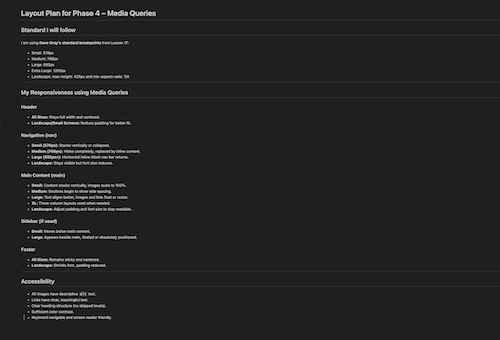 Layout Plan for Phase 4 – Media Queries
Standard I will follow
I am using Dave Gray's standard breakpoints from Lesson 17:
Small: 576px
Medium: 768px
Large: 992px
Extra Large: 1200px
Landscape: max-height: 425px and min-aspect-ratio: 7/4
My Responsiveness using Media Queries
Header
All Sizes: Stays full width and centered.
Landscape/Small Screens: Reduce padding for better fit.
Navigation (nav)
Small (576px): Stacks vertically or collapses.
Medium (768px): Hides completely, replaced by inline content.
Large (992px): Horizontal inline-block nav bar returns.
Landscape: Stays visible but font size reduces.
Main Content (main)
Small: Content stacks vertically, images scale to 100%.
Medium: Sections begin to show side spacing.
Large: Text aligns better, images and lists float or resize.
XL: Three-column layouts used when needed.
Landscape: Adjust padding and font size to stay readable.
Sidebar (if used)
Small: Moves below main content.
Large: Appears beside main, floated or absolutely positioned.
Footer
All Sizes: Remains sticky and centered.
Landscape: Shrinks font, padding reduced.
Accessibility
All images have descriptive alt text.
Links have clear, meaningful text.
Clear heading structure (no skipped levels).
Sufficient color contrast.
Keyboard navigable and screen reader friendly.